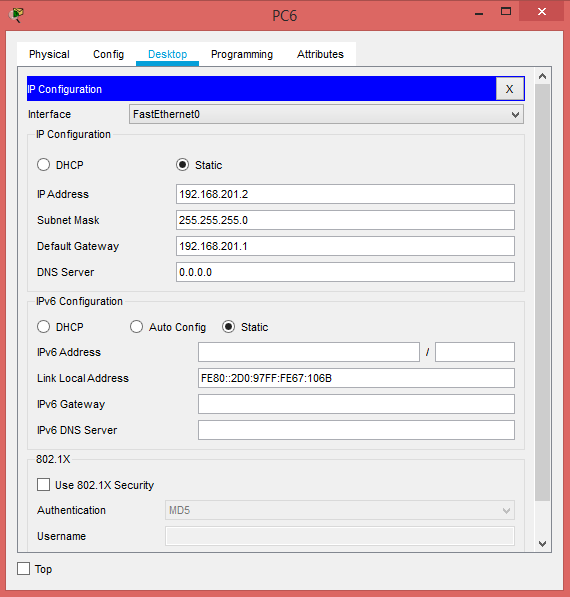 PC6
Physical Config Desktop Programming Attributes
IP Configuration X
Interface FastEthernet0
IP Configuration
DHCP Static
IP Address 192.168.201.2
Subnet Mask 255.255.255.0
Default Gateway 192.168.201.1
DNS Server 0.0.0.0
IPv6 Configuration
DHCP Auto Config Static
IPv6 Address /
Link Local Address FE80::2D0:97FF:FE67:106B
IPv6 Gateway
IPv6 DNS Server
802.1X
Use 802.1X Security
Authentication MD5
Username
Top